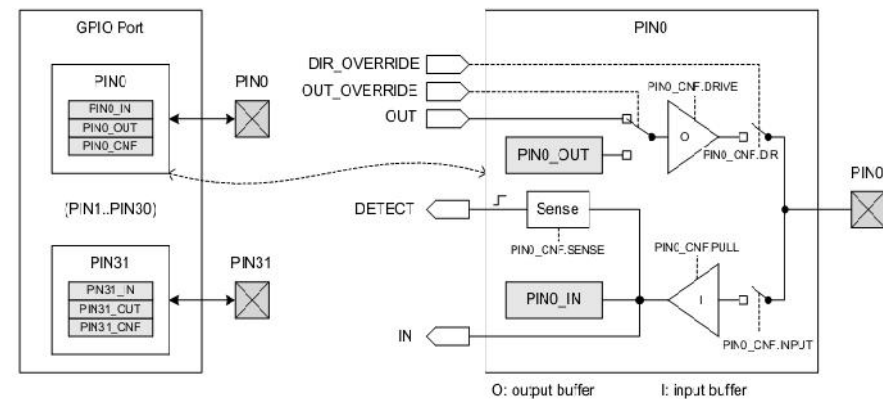 GPIO Port
PIN0
PIN0_IN
PIN0_OUT
PIN0_CNF
PIN0
(PIN1..PIN30)
PIN31
PIN31_IN
PIN31_OUT
PIN31_CNF
PIN31
PIN0
DIR_OVERRIDE
OUT_OVERRIDE
OUT
PIN0_CNF.DRIVE
O
PIN0_OUT
PIN0_CNF.DIR
PIN0
DETECT
Sense
PIN0_CNF.SENSE
PIN0_CNF.PULL
PIN0_IN
I
IN
PIN0_CNF.INPUT
O: output buffer
I: input buffer